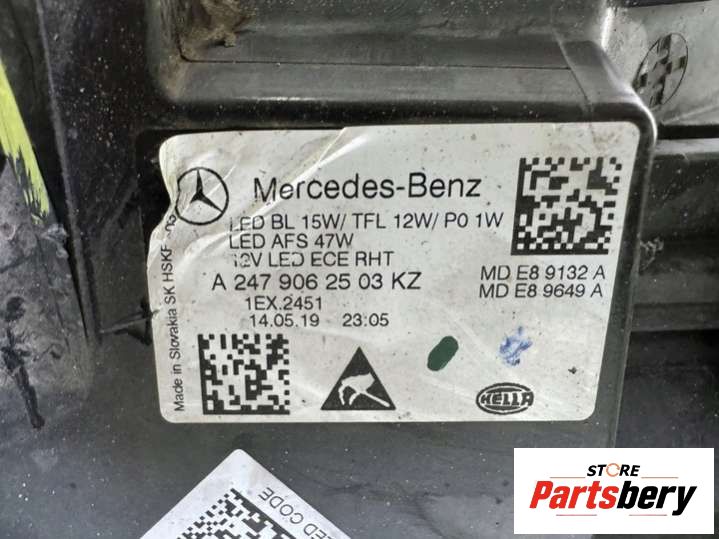 Mercedes-Benz
LED BL 15W/ TFL 12W/ P0 1W
LED AFS 47W
12V LED ECE RHT
A 247 906 25 03 KZ
1EX.2451
14.05.19 23:05
MD E8 9132 A
MD E8 9649 A
Made in Slovakia SK HSKF
HELLA
LED CODE
STORE
Partsbery